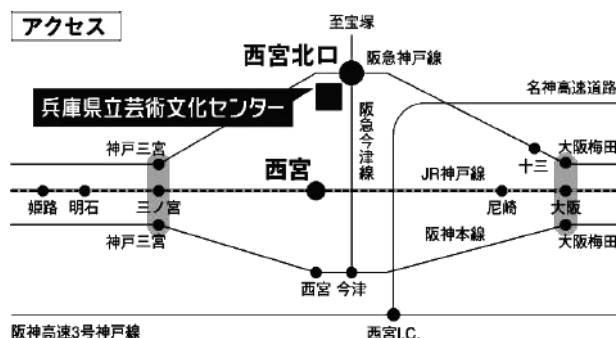 アクセス
至宝塚
西宮北口
阪急神戸線
兵庫県立芸術文化センター
名神高速道路
阪急今津線
神戸三宮
十三
大阪梅田
西宮
JR神戸線
姫路
明石
三ノ宮
尼崎
大阪
神戸三宮
阪神本線
大阪梅田
西宮
今津
阪神高速3号神戸線
西宮I.C.